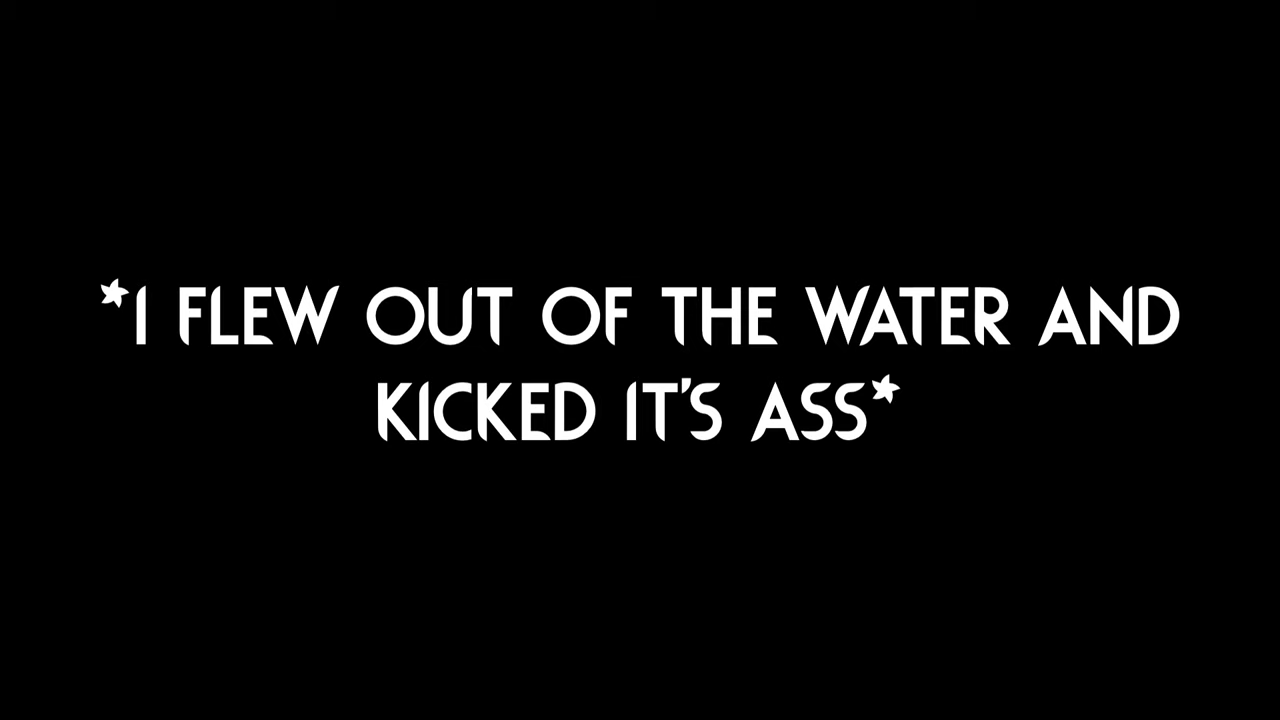 *I FLEW OUT OF THE WATER AND
KICKED IT'S ASS*